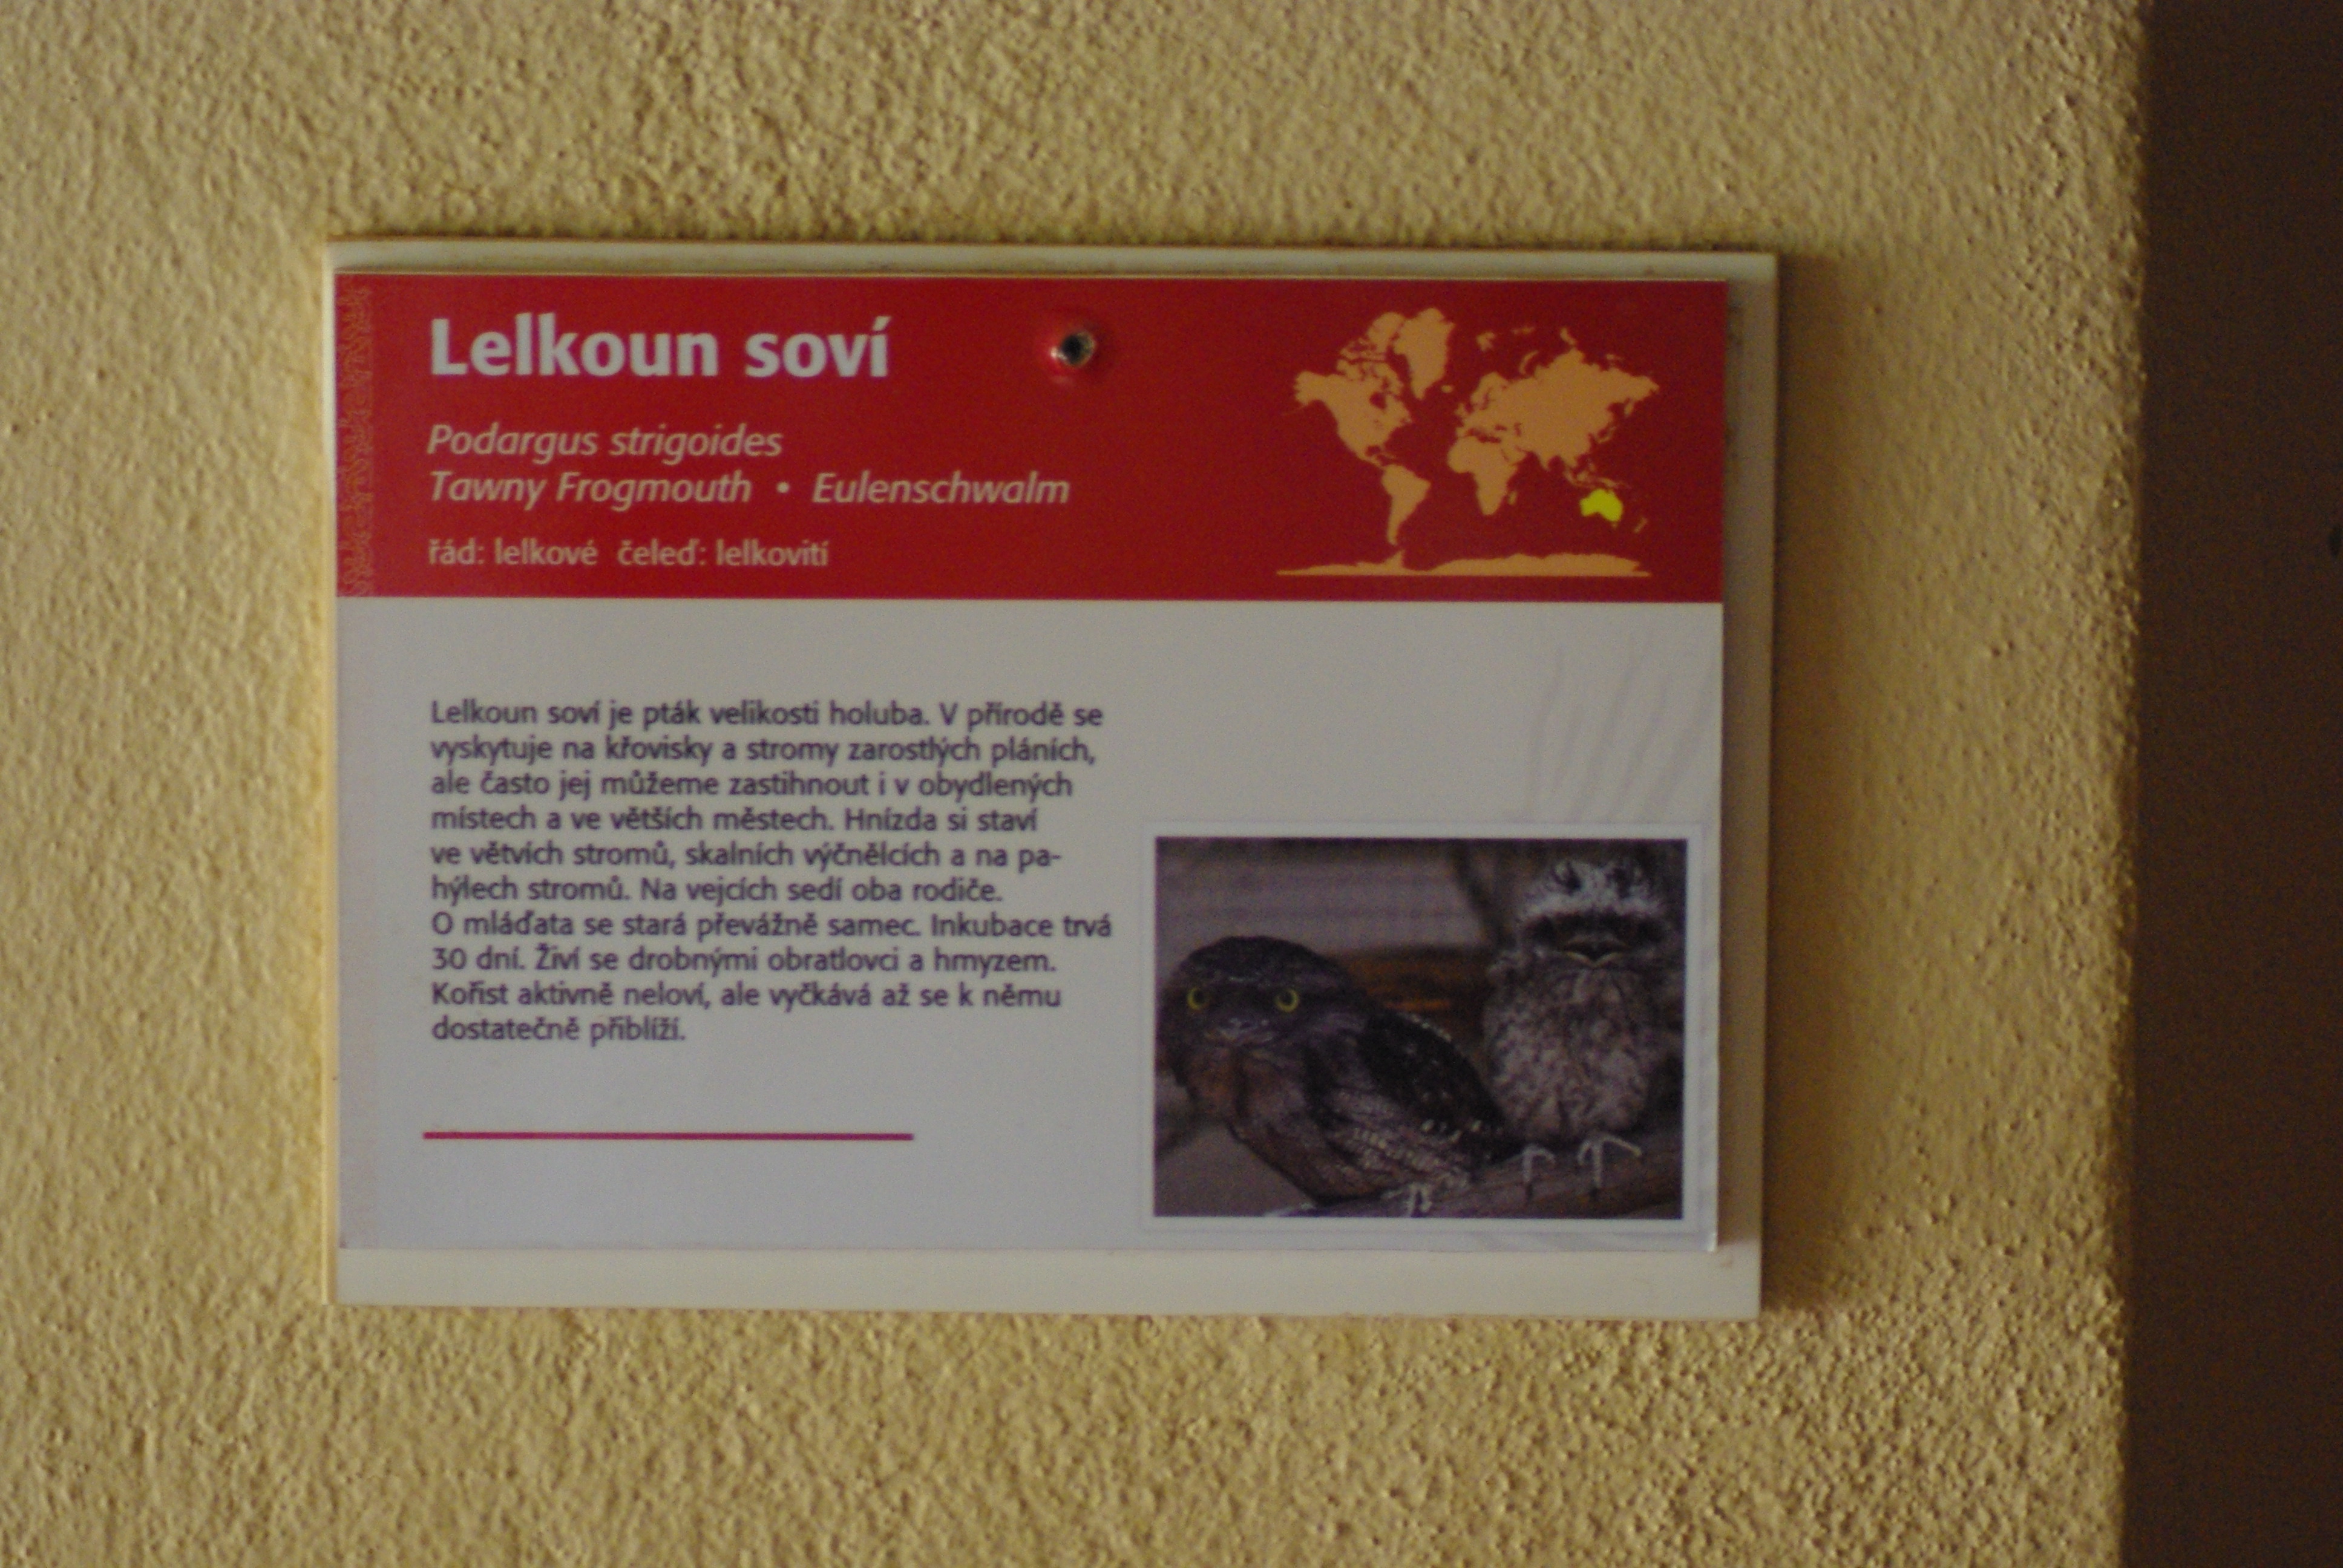 Lelkoun soví
Podargus strigoides
Tawny Frogmouth • Eulenschwalm
řád: lelkové čeleď: lelkovití
Lelkoun soví je pták velikosti holuba. V přírodě se
vyskytuje na křovisky a stromy zarostlých pláních,
ale často jej můžeme zastihnout i v obydlených
místech a ve větších městech. Hnízda si staví
ve větvích stromů, skalních výčnělcích a na pa-
hýlech stromů. Na vejcích sedí oba rodiče.
O mláďata se stará převážně samec. Inkubace trvá
30 dní. Živí se drobnými obratlovci a hmyzem.
Kořist aktivně neloví, ale vyčkává až se k němu
dostatečně přiblíží.